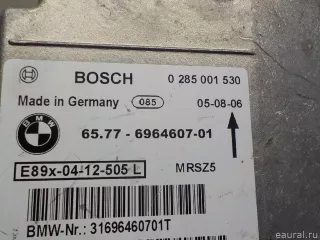 BOSCH 0 285 001 530
Made in Germany 085 05-08-06
BMW
65.77 - 6964607-01
E89x-04-12-505 L MRSZ5
BMW-Nr.: 31696460701T
eaural.ru